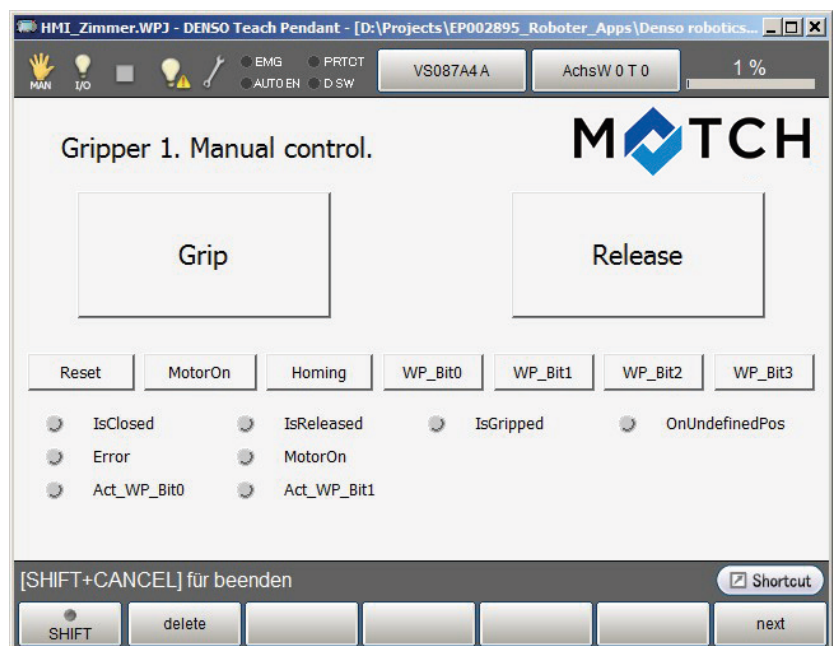 HMI_Zimmer.WPJ - DENSO Teach Pendant - [D:\Projects\EP002895_Roboter_Apps\Denso robotics...
MAN I/O EMG PRTCT
AUTO EN D SW
VS087A4 A AchsW 0 T 0 1 %
Gripper 1. Manual control. MATCH
Grip Release
Reset MotorOn Homing WP_Bit0 WP_Bit1 WP_Bit2 WP_Bit3
IsClosed IsReleased IsGripped OnUndefinedPos
Error MotorOn
Act_WP_Bit0 Act_WP_Bit1
[SHIFT+CANCEL] für beenden Shortcut
SHIFT delete next